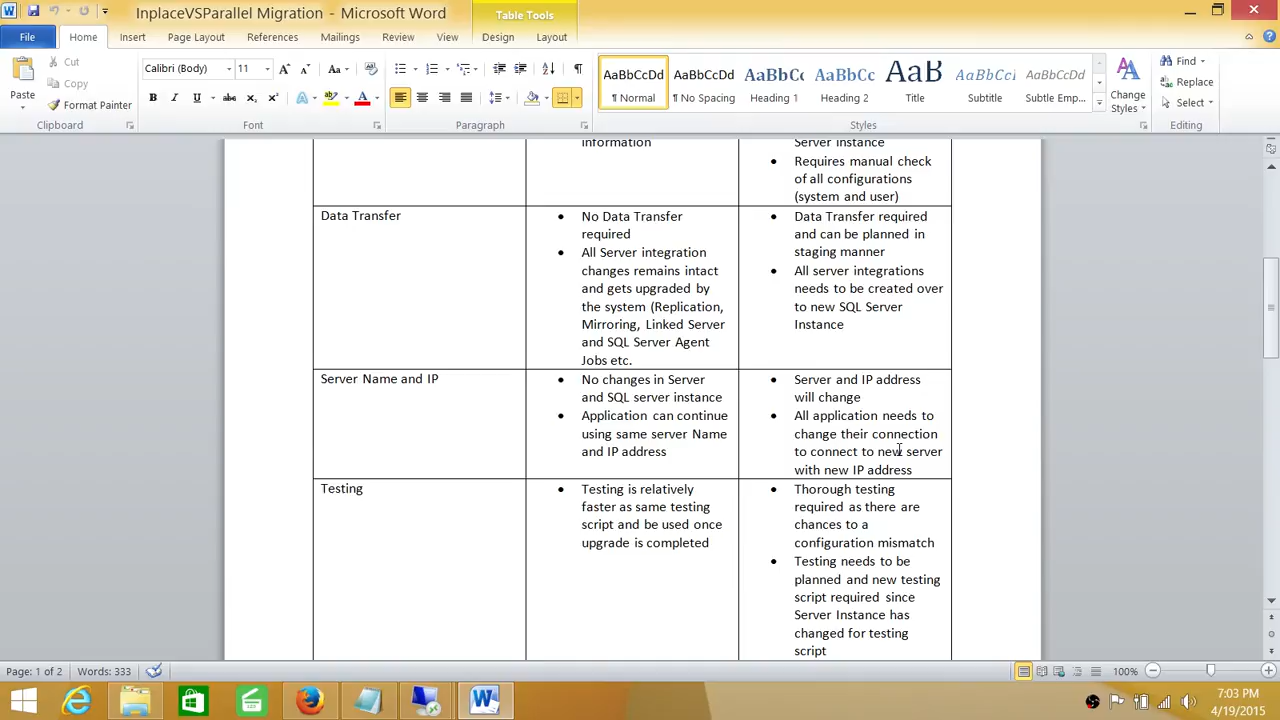 InplaceVSParallel Migration - Microsoft Word
Table Tools
File
Home
Insert
Page Layout
References
Mailings
Review
View
Design
Layout
Paste
Cut
Copy
Format Painter
Clipboard
Calibri (Body)
11
Font
Paragraph
AaBbCcDd
¶ Normal
AaBbCcDd
¶ No Spacing
AaBbCc
Heading 1
AaBbCc
Heading 2
AaB
Title
AaBbCcDd
Subtitle
AaBbCcDd
Subtle Emp...
Change
Styles
Styles
Find
Replace
Select
Editing
information
Server instance
• Requires manual check
of all configurations
(system and user)
Data Transfer
• No Data Transfer
required
• All Server integration
changes remains intact
and gets upgraded by
the system (Replication,
Mirroring, Linked Server
and SQL Server Agent
Jobs etc.
• Data Transfer required
and can be planned in
staging manner
• All server integrations
needs to be created over
to new SQL Server
Instance
Server Name and IP
• No changes in Server
and SQL server instance
• Application can continue
using same server Name
and IP address
• Server and IP address
will change
• All application needs to
change their connection
to connect to new server
with new IP address
Testing
• Testing is relatively
faster as same testing
script and be used once
upgrade is completed
• Thorough testing
required as there are
chances to a
configuration mismatch
• Testing needs to be
planned and new testing
script required since
Server Instance has
changed for testing
script
Page: 1 of 2
Words: 333
100%
7:03 PM
4/19/2015